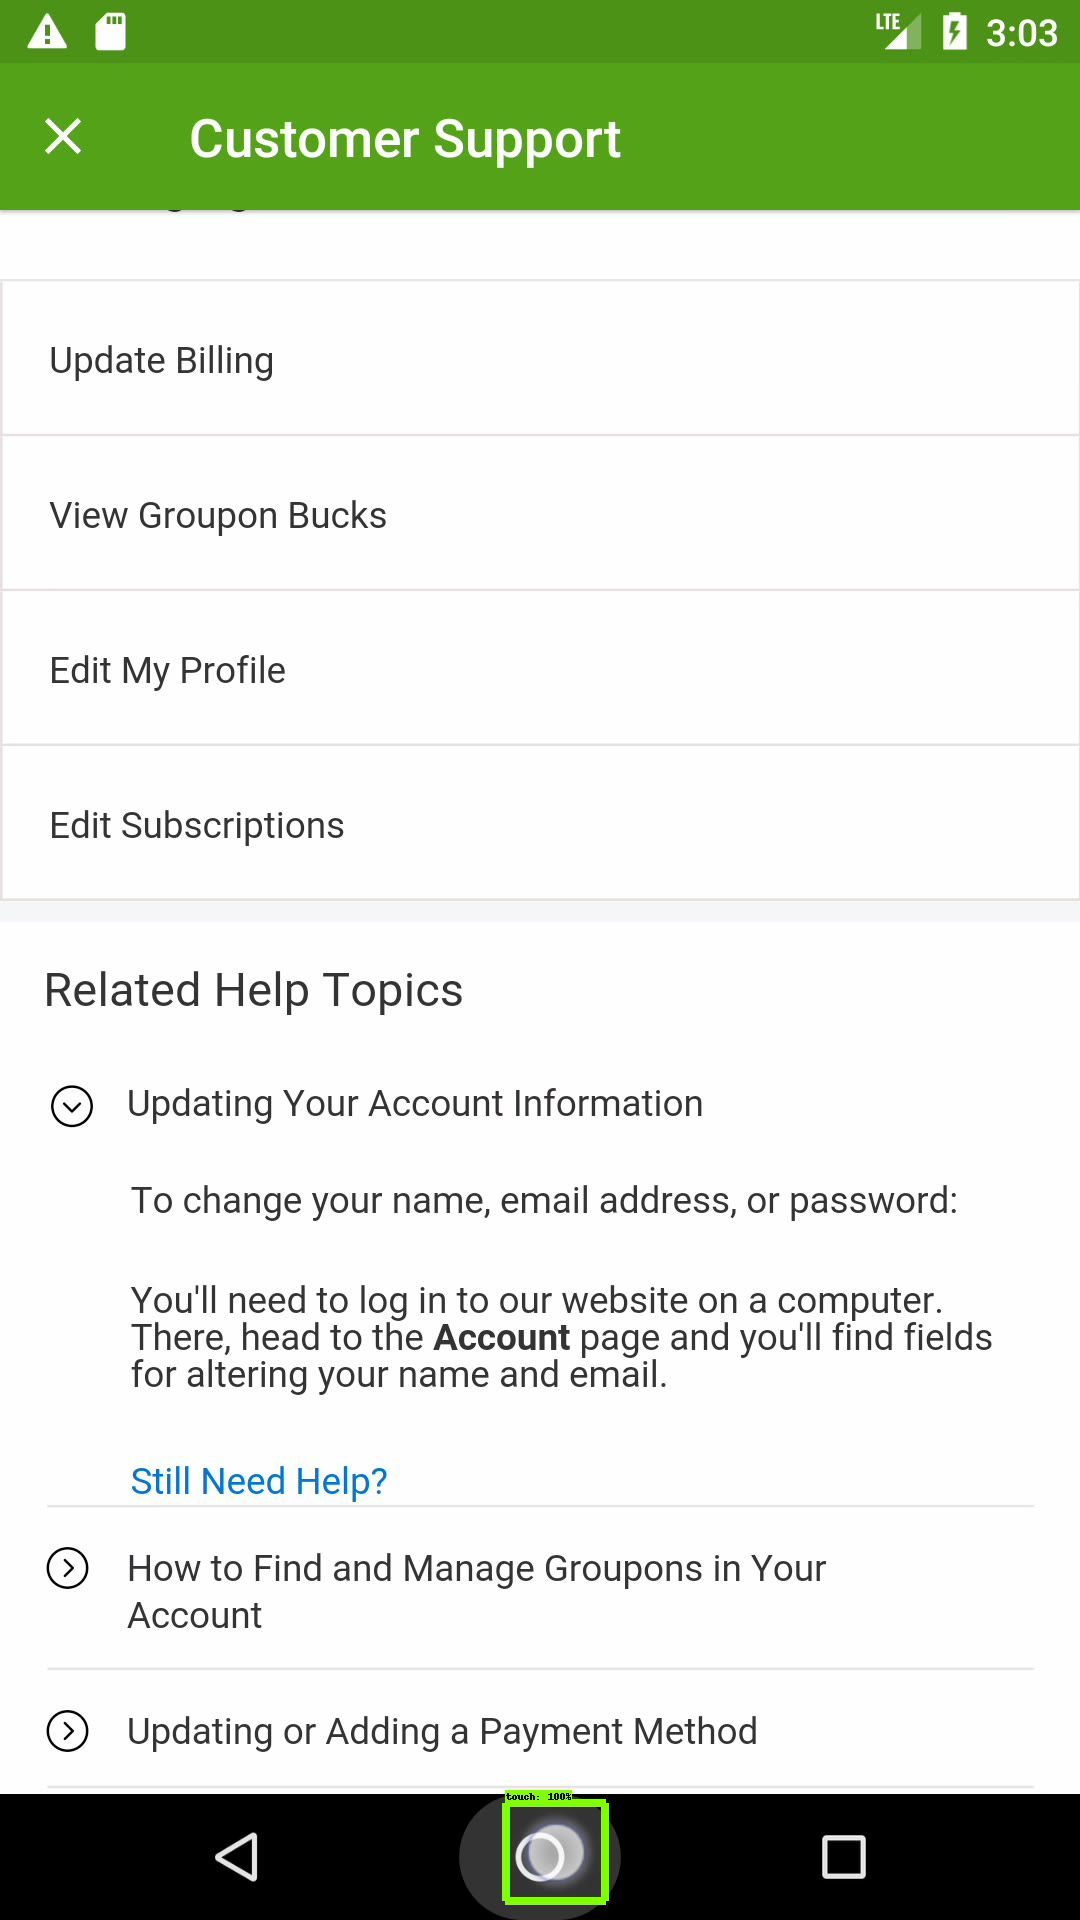 LTE 3:03
Customer Support
Update Billing
View Groupon Bucks
Edit My Profile
Edit Subscriptions
Related Help Topics
Updating Your Account Information
To change your name, email address, or password:
You'll need to log in to our website on a computer.
There, head to the Account page and you'll find fields
for altering your name and email.
Still Need Help?
How to Find and Manage Groupons in Your
Account
Updating or Adding a Payment Method
touch: 100%